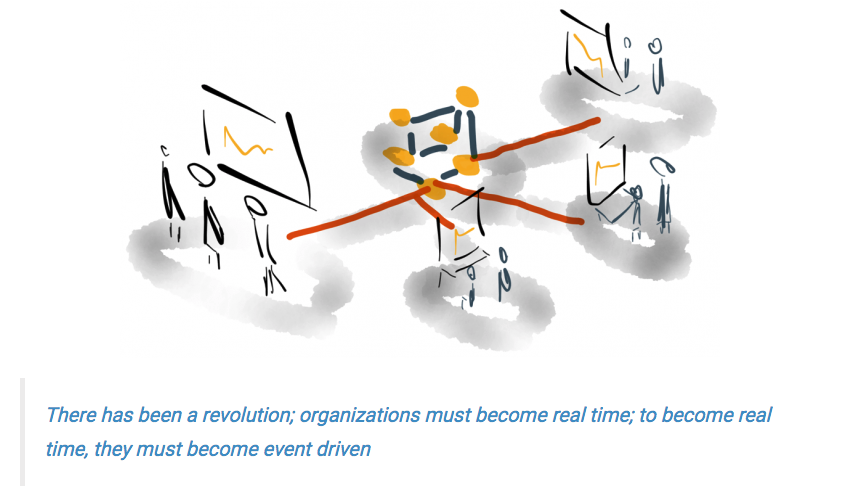 There has been a revolution; organizations must become real time; to become real
time, they must become event driven